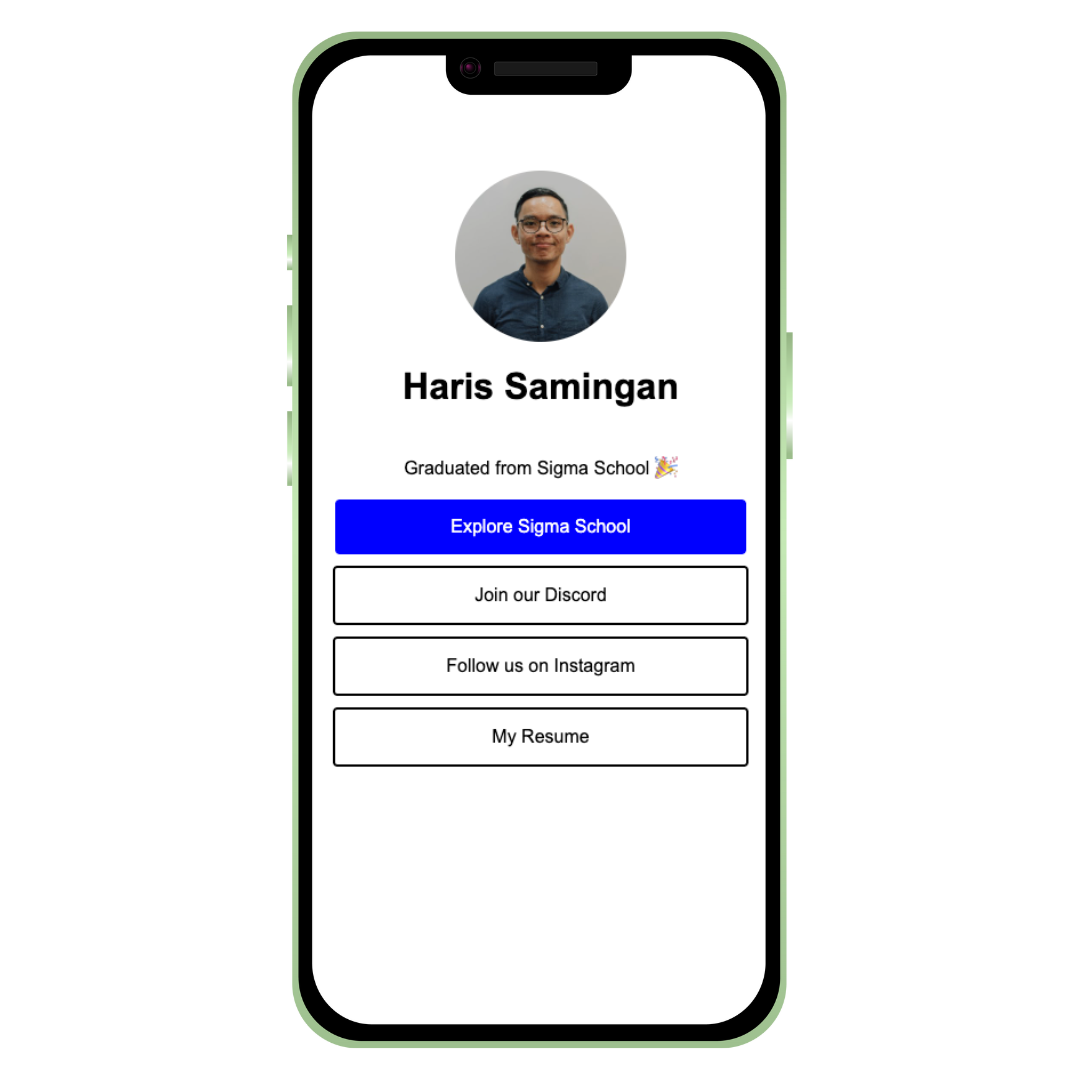 Haris Samingan
Graduated from Sigma School 🎉
Explore Sigma School
Join our Discord
Follow us on Instagram
My Resume